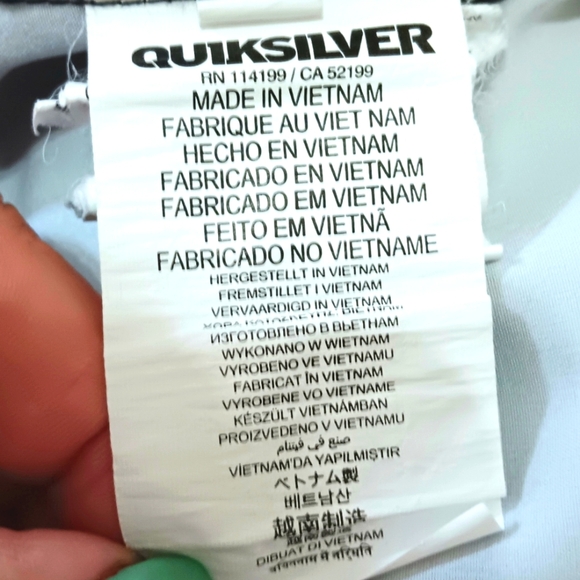 QUIKSILVER
RN 114199 / CA 52199
MADE IN VIETNAM
FABRIQUE AU VIET NAM
HECHO EN VIETNAM
FABRICADO EN VIETNAM
FABRICADO EM VIETNAM
FEITO EM VIETNÃ
FABRICADO NO VIETNAME
HERGESTELLT IN VIETNAM
FREMSTILLET I VIETNAM
VERVAARDIGD IN VIETNAM
ИЗГОТОВЛЕНО В ВЬЕТНАМ
WYKONANO W WIETNAM
VYROBENO VE VIETNAMU
FABRICAT ÎN VIETNAM
VYROBENE VO VIETNAME
KÉSZÜLT VIETNÁMBAN
PROIZVEDENO V VIETNAMU
صنع في فيتنام
VIETNAM'DA YAPILMIŞTIR
ベトナム製
베트남산
越南制造
DIBUAT DI VIETNAM